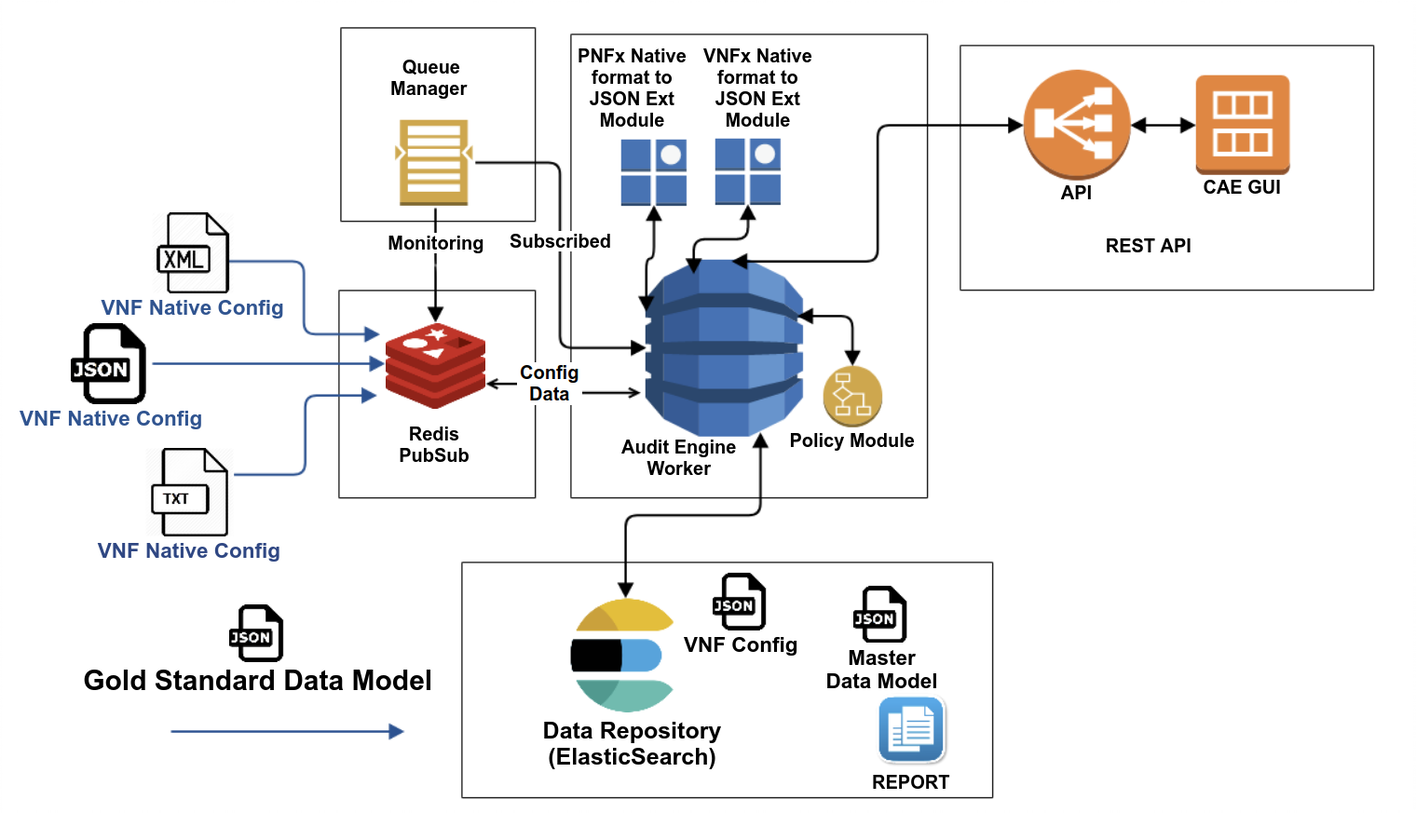 Queue
Manager
PNFx Native
format to
JSON Ext
Module
VNFx Native
format to
JSON Ext
Module
API
CAE GUI
REST API
Monitoring
Subscribed
XML
VNF Native Config
JSON
VNF Native Config
TXT
VNF Native Config
Redis
PubSub
Config
Data
Audit Engine
Worker
Policy Module
JSON
Gold Standard Data Model
Data Repository
(ElasticSearch)
JSON
VNF Config
JSON
Master
Data Model
REPORT